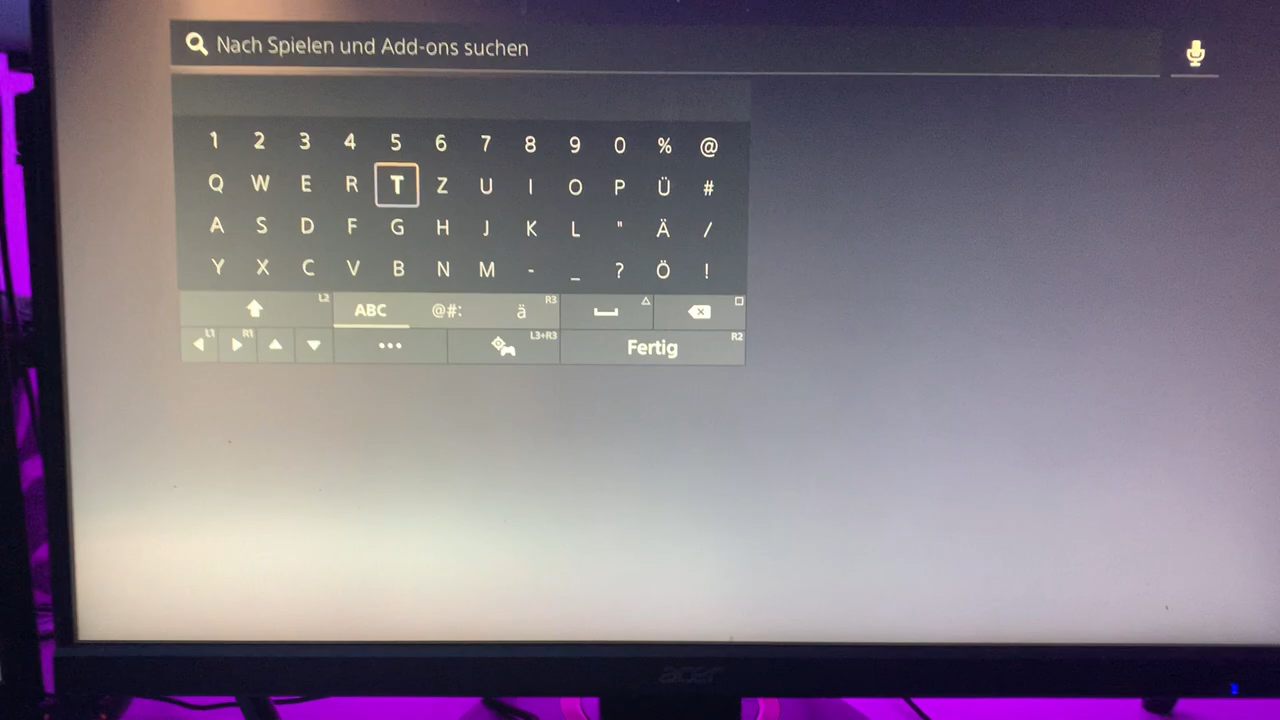 Nach Spielen und Add-ons suchen
1 2 3 4 5 6 7 8 9 0 % @
Q W E R T Z U I O P Ü #
A S D F G H J K L " Ä /
Y X C V B N M - _ ? Ö !
L2 ABC @#: ä R3 △ □
L1 R1 ... L3+R3 Fertig R2
acer